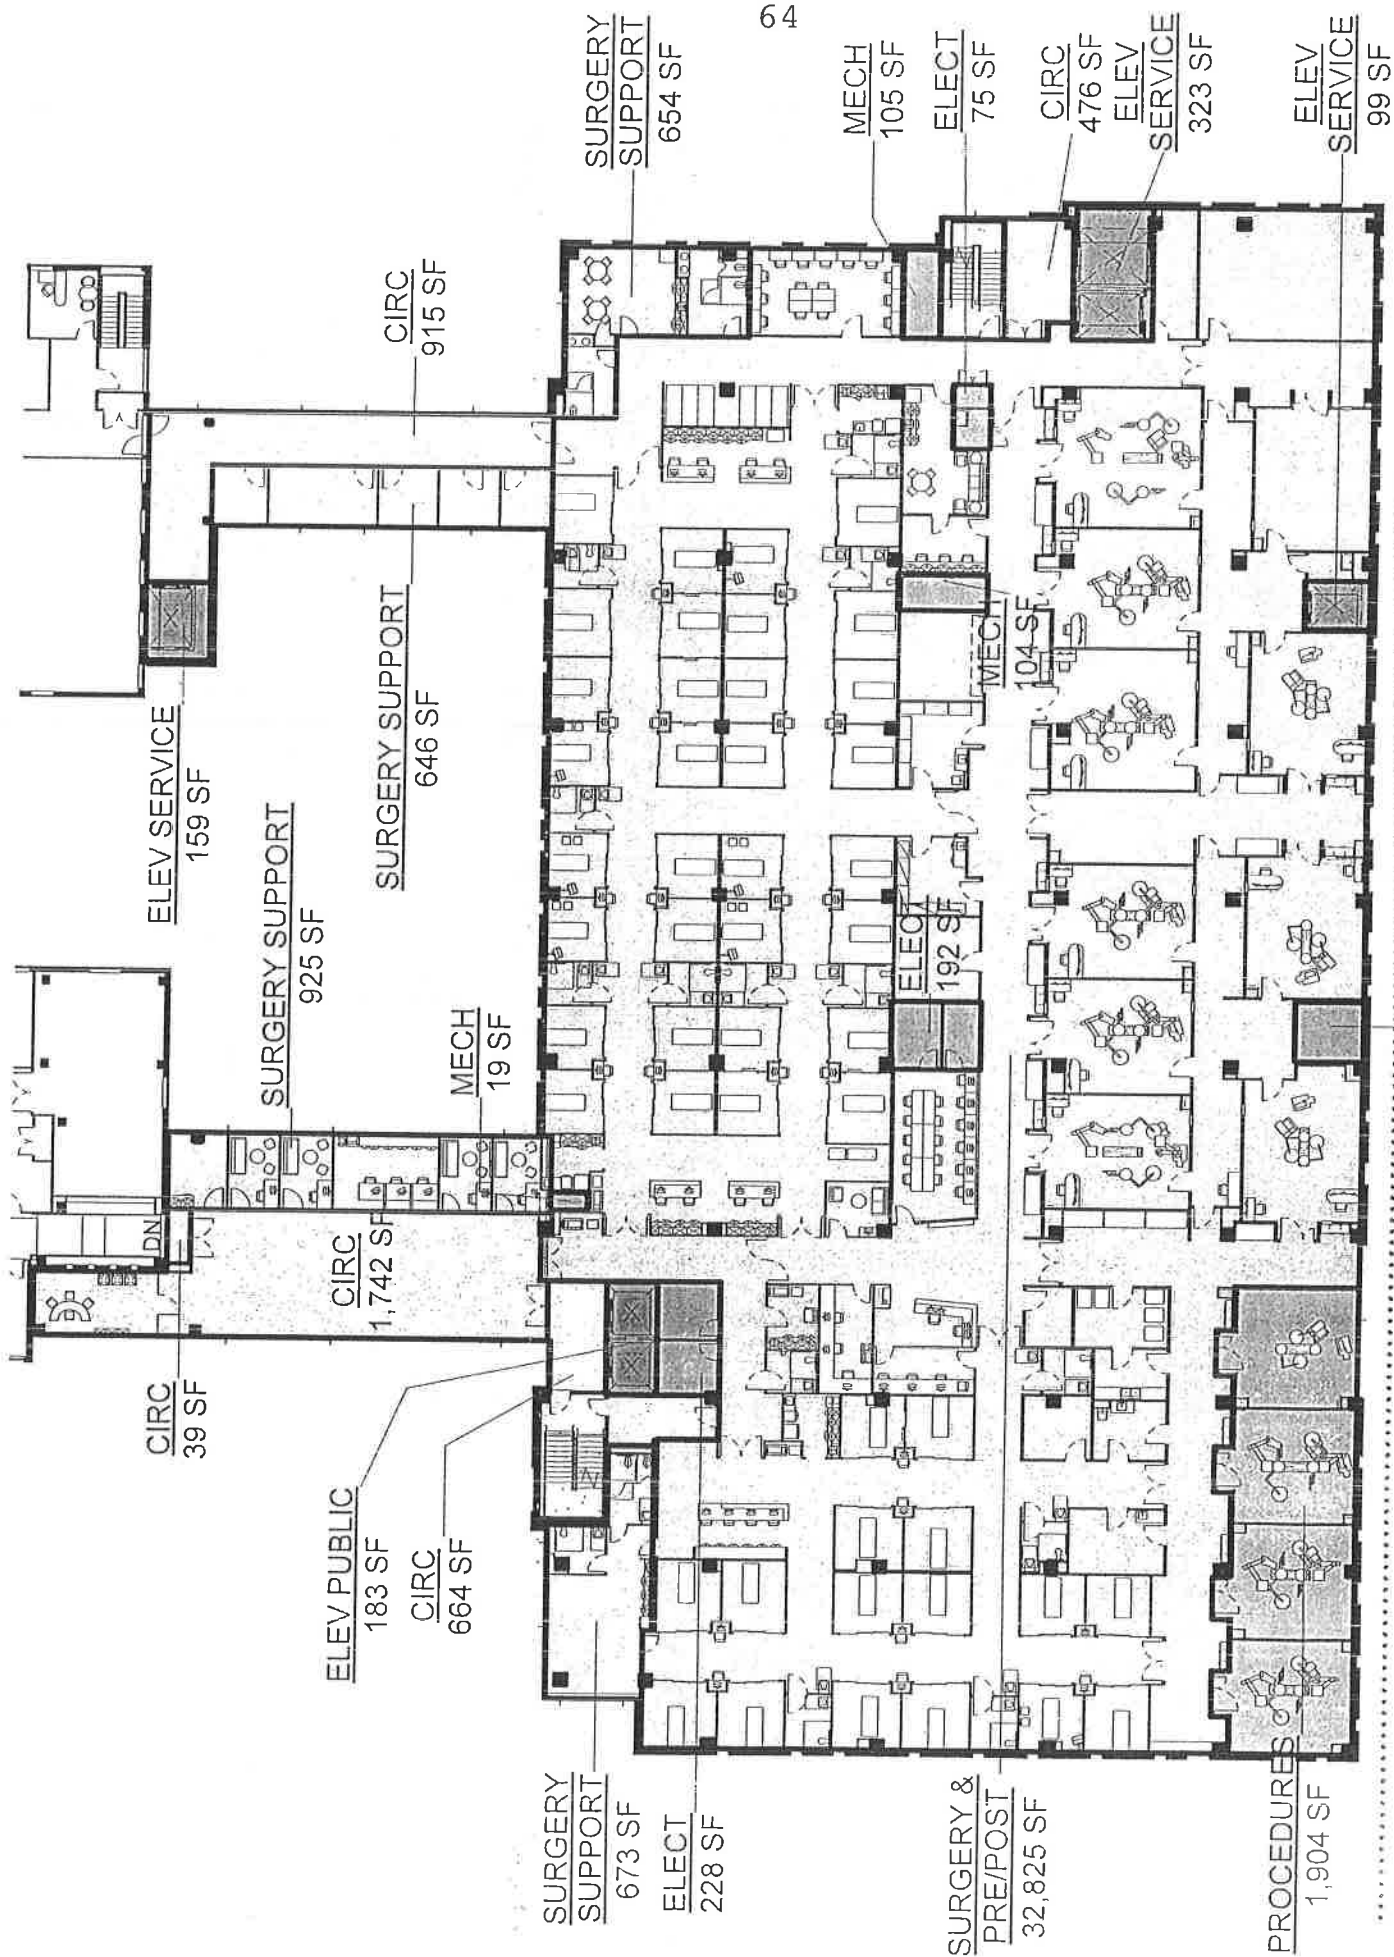 64
SURGERY
SUPPORT
654 SF
MECH
105 SF
ELECT
75 SF
CIRC
476 SF
ELEV
SERVICE
323 SF
ELEV
SERVICE
99 SF
CIRC
915 SF
ELEV SERVICE
159 SF
SURGERY SUPPORT
646 SF
MECH
104 SF
SURGERY SUPPORT
925 SF
MECH
19 SF
ELEC
192 SF
DN
CIRC
1,742 SF
CIRC
39 SF
ELEV PUBLIC
183 SF
CIRC
664 SF
SURGERY
SUPPORT
673 SF
ELECT
228 SF
SURGERY &
PRE/POST
32,825 SF
PROCEDURES
1,904 SF